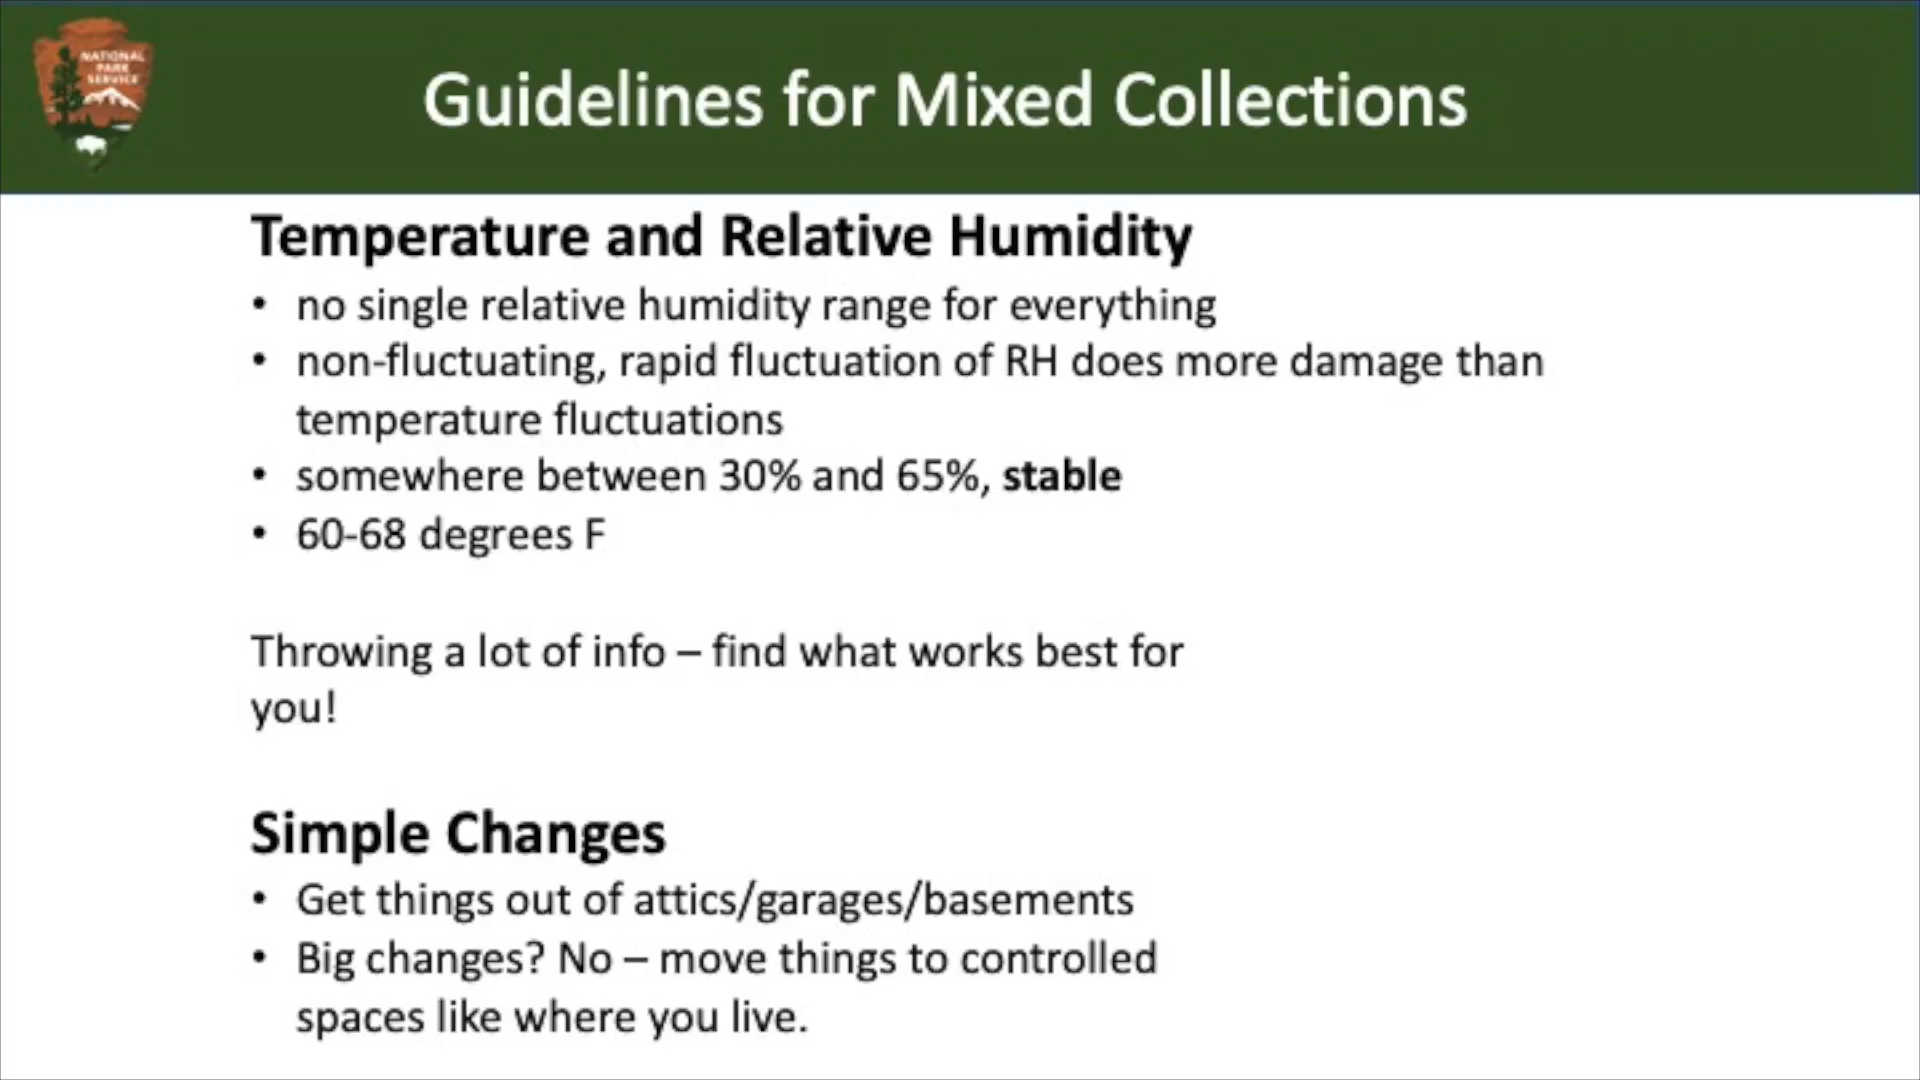 NATIONAL
PARK
SERVICE
Guidelines for Mixed Collections
Temperature and Relative Humidity
• no single relative humidity range for everything
• non-fluctuating, rapid fluctuation of RH does more damage than
temperature fluctuations
• somewhere between 30% and 65%, stable
• 60-68 degrees F
Throwing a lot of info – find what works best for
you!
Simple Changes
• Get things out of attics/garages/basements
• Big changes? No – move things to controlled
spaces like where you live.